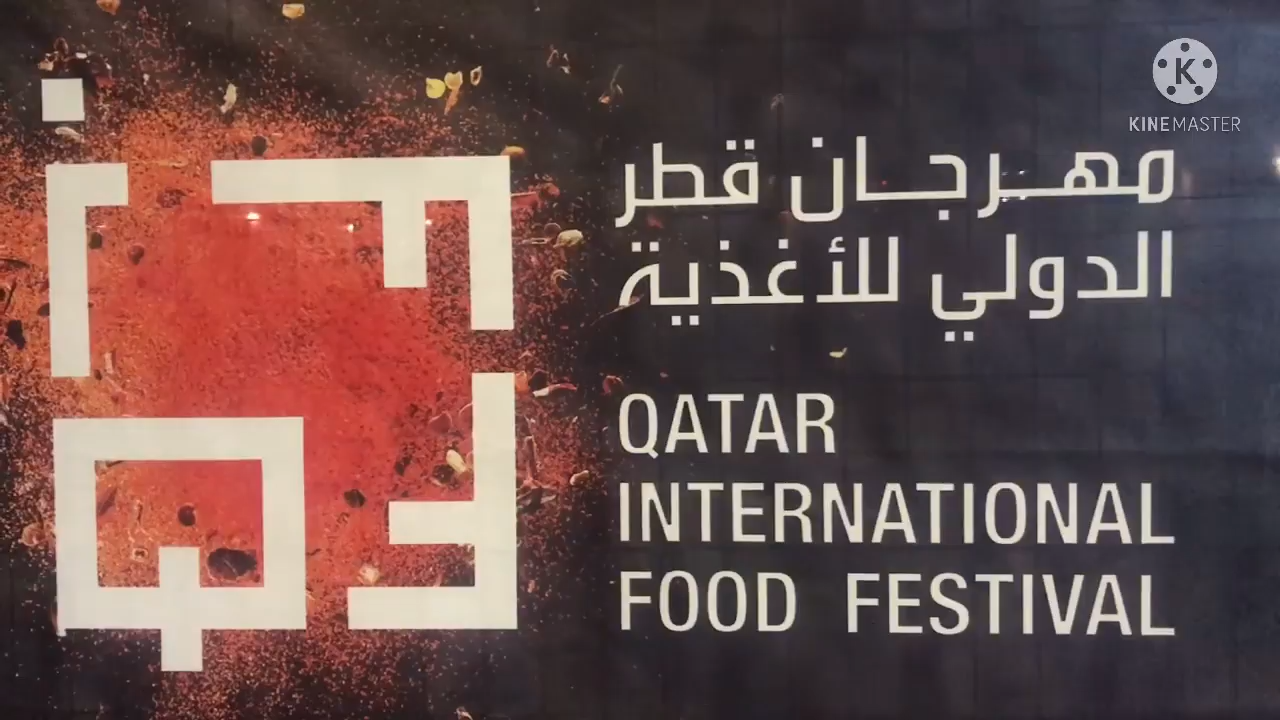 KINEMASTER
مهرجان قطر
الدولي للأغذية
QATAR
INTERNATIONAL
FOOD FESTIVAL